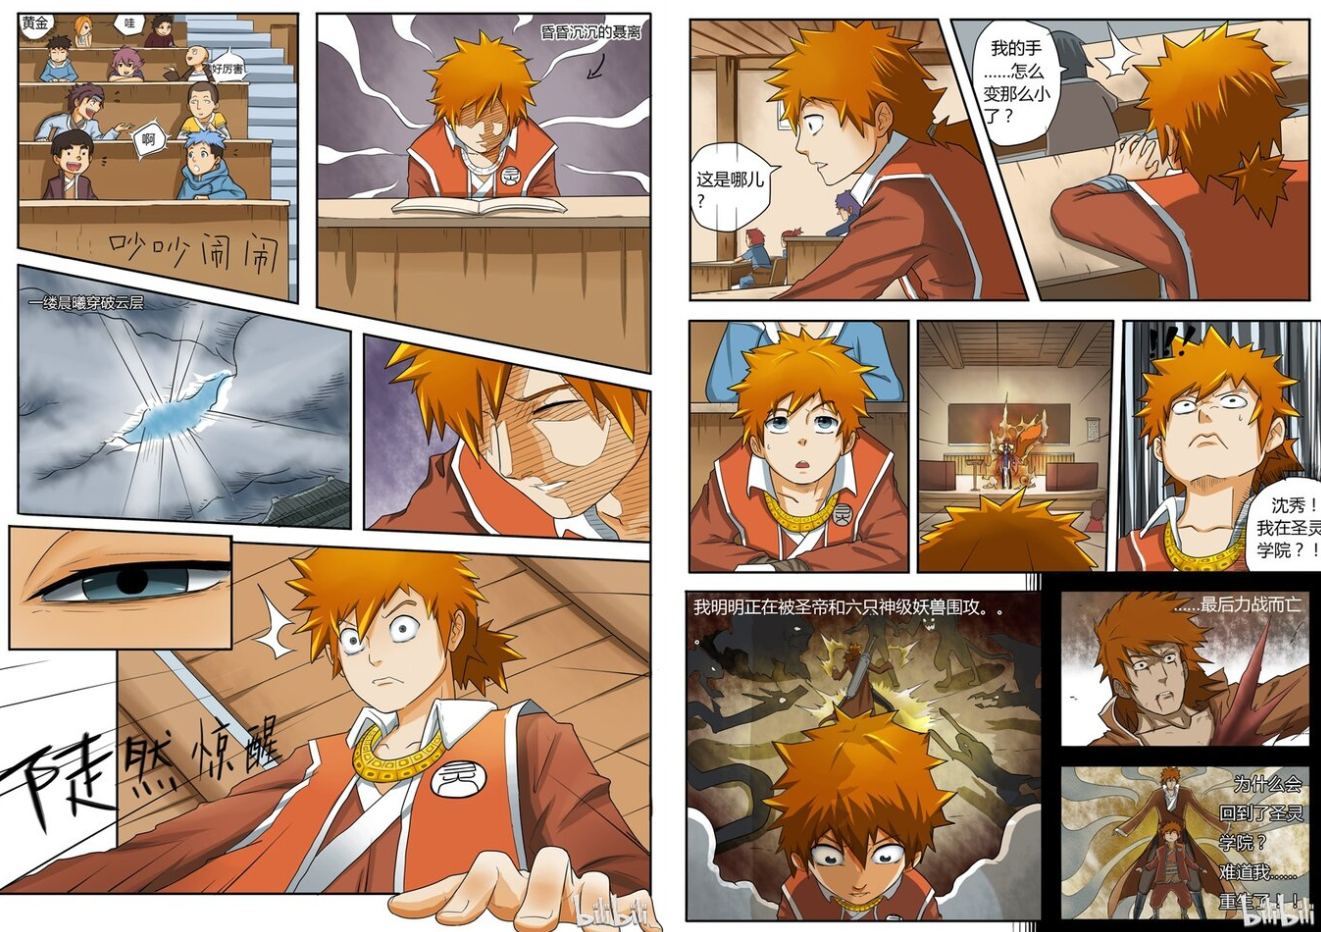 黄金
哇
好厉害
啊
吵吵闹闹
昏昏沉沉的聂离
灵
一缕晨曦穿破云层
陡然惊醒
灵
bilibili
这是哪儿
?
我的手
......怎么
变那么小
了?
灵
!!
沈秀!
我在圣灵
学院?!
我明明正在被圣帝和六只神级妖兽围攻。。
。
......最后力战而亡
为什么会
回到了圣灵
学院?
难道我......
重生了!!
bilibili